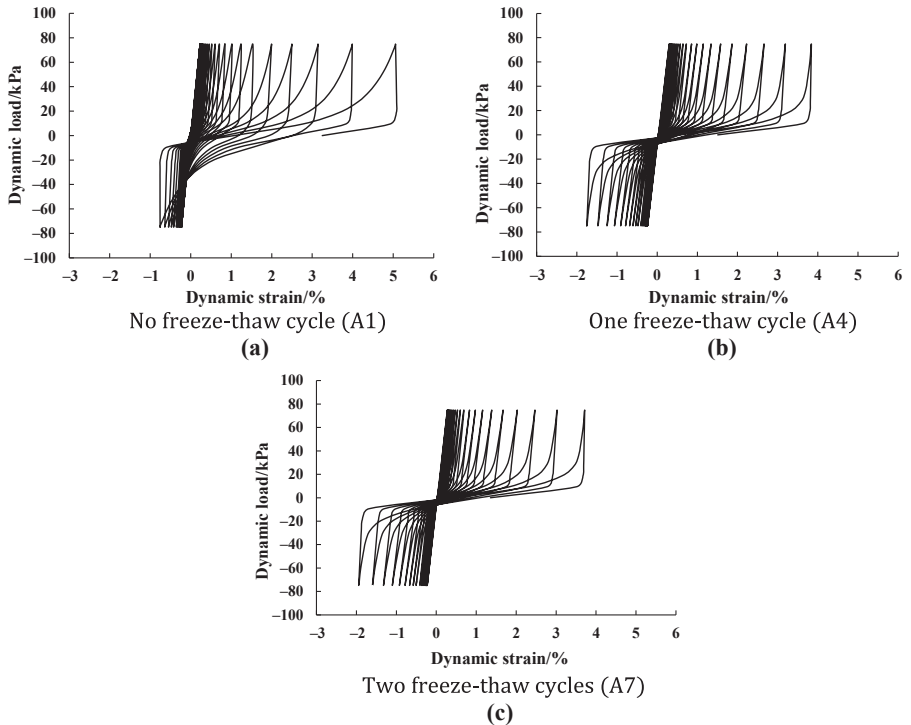 100
80
60
40
20
0
–20
–40
–60
–80
–100
Dynamic load/kPa
–3 –2 –1 0 1 2 3 4 5 6
Dynamic strain/%
No freeze-thaw cycle (A1)
(a)
100
80
60
40
20
0
–20
–40
–60
–80
–100
Dynamic load/kPa
–3 –2 –1 0 1 2 3 4 5 6
Dynamic strain/%
One freeze-thaw cycle (A4)
(b)
100
80
60
40
20
0
–20
–40
–60
–80
–100
Dynamic load/kPa
–3 –2 –1 0 1 2 3 4 5 6
Dynamic strain/%
Two freeze-thaw cycles (A7)
(c)